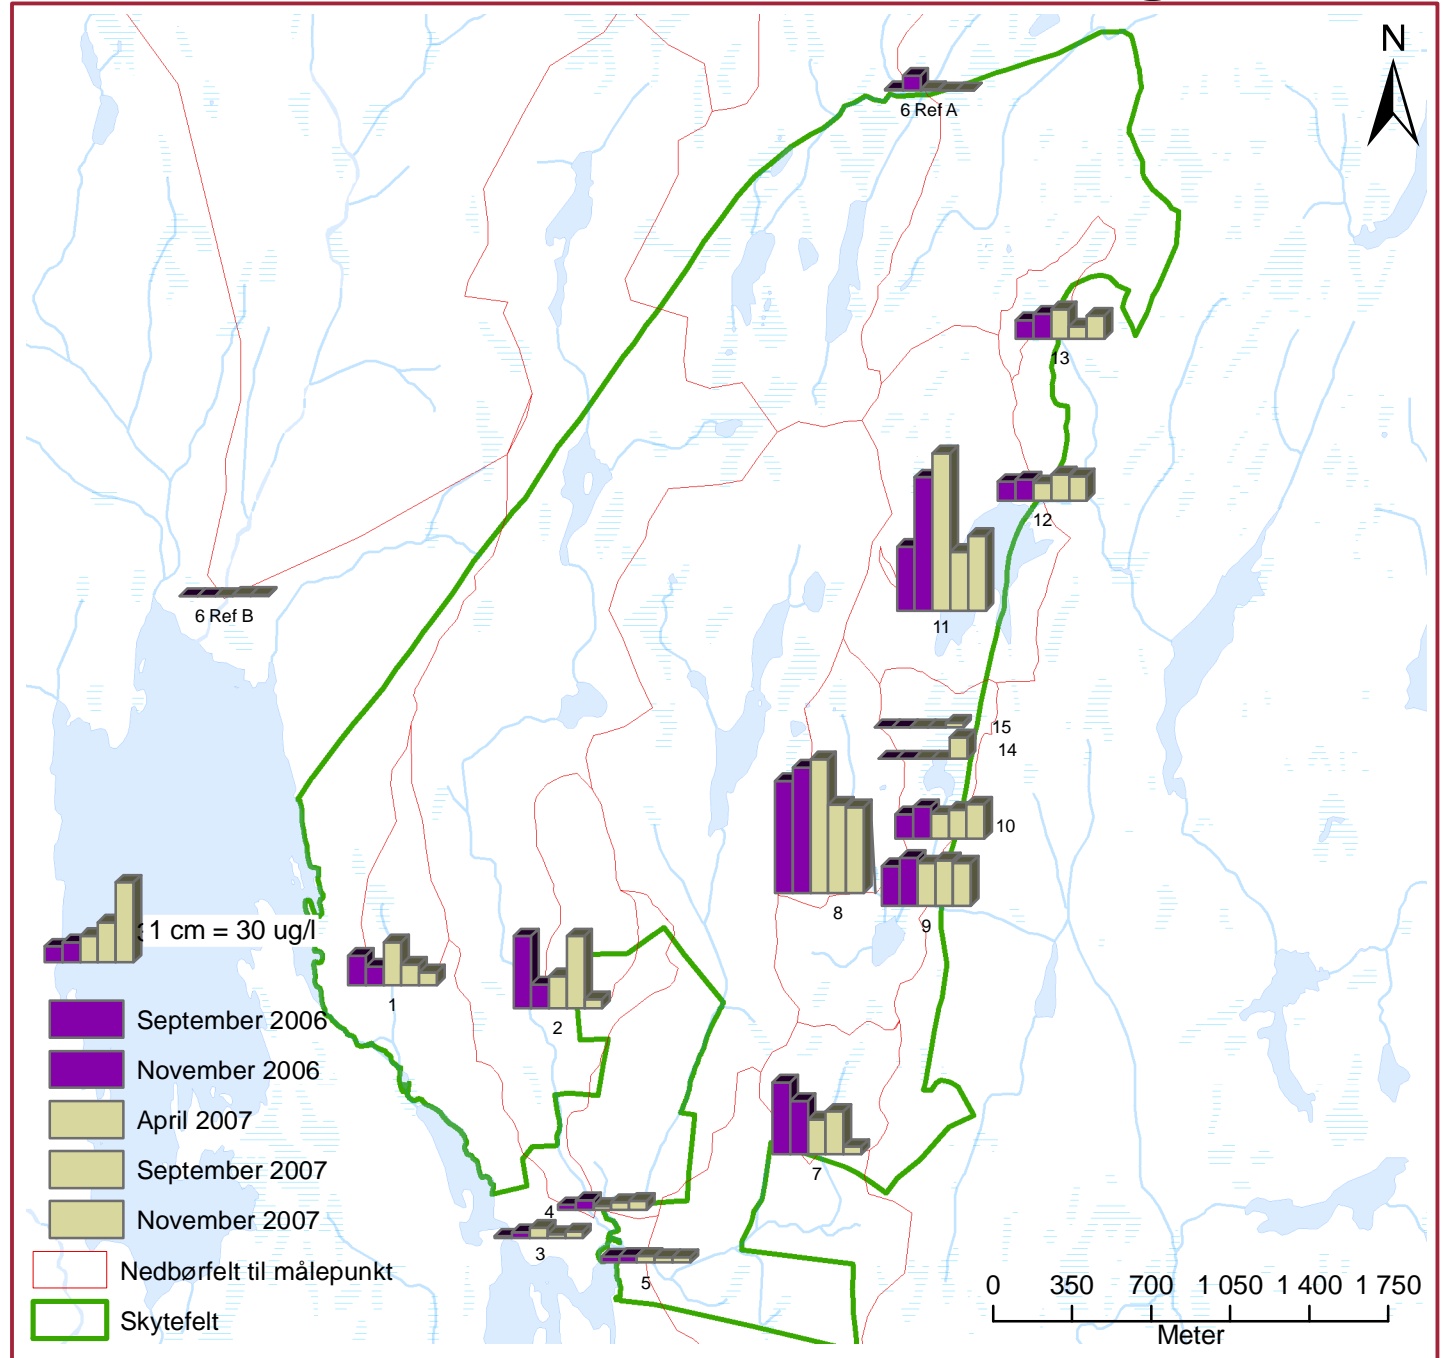 N
6 Ref A
13
12
11
6 Ref B
15
14
10
8
9
1 cm = 30 ug/l
1
2
September 2006
November 2006
April 2007
September 2007
November 2007
7
4
3
5
Nedbørfelt til målepunkt
Skytefelt
0 350 700 1 050 1 400 1 750
Meter